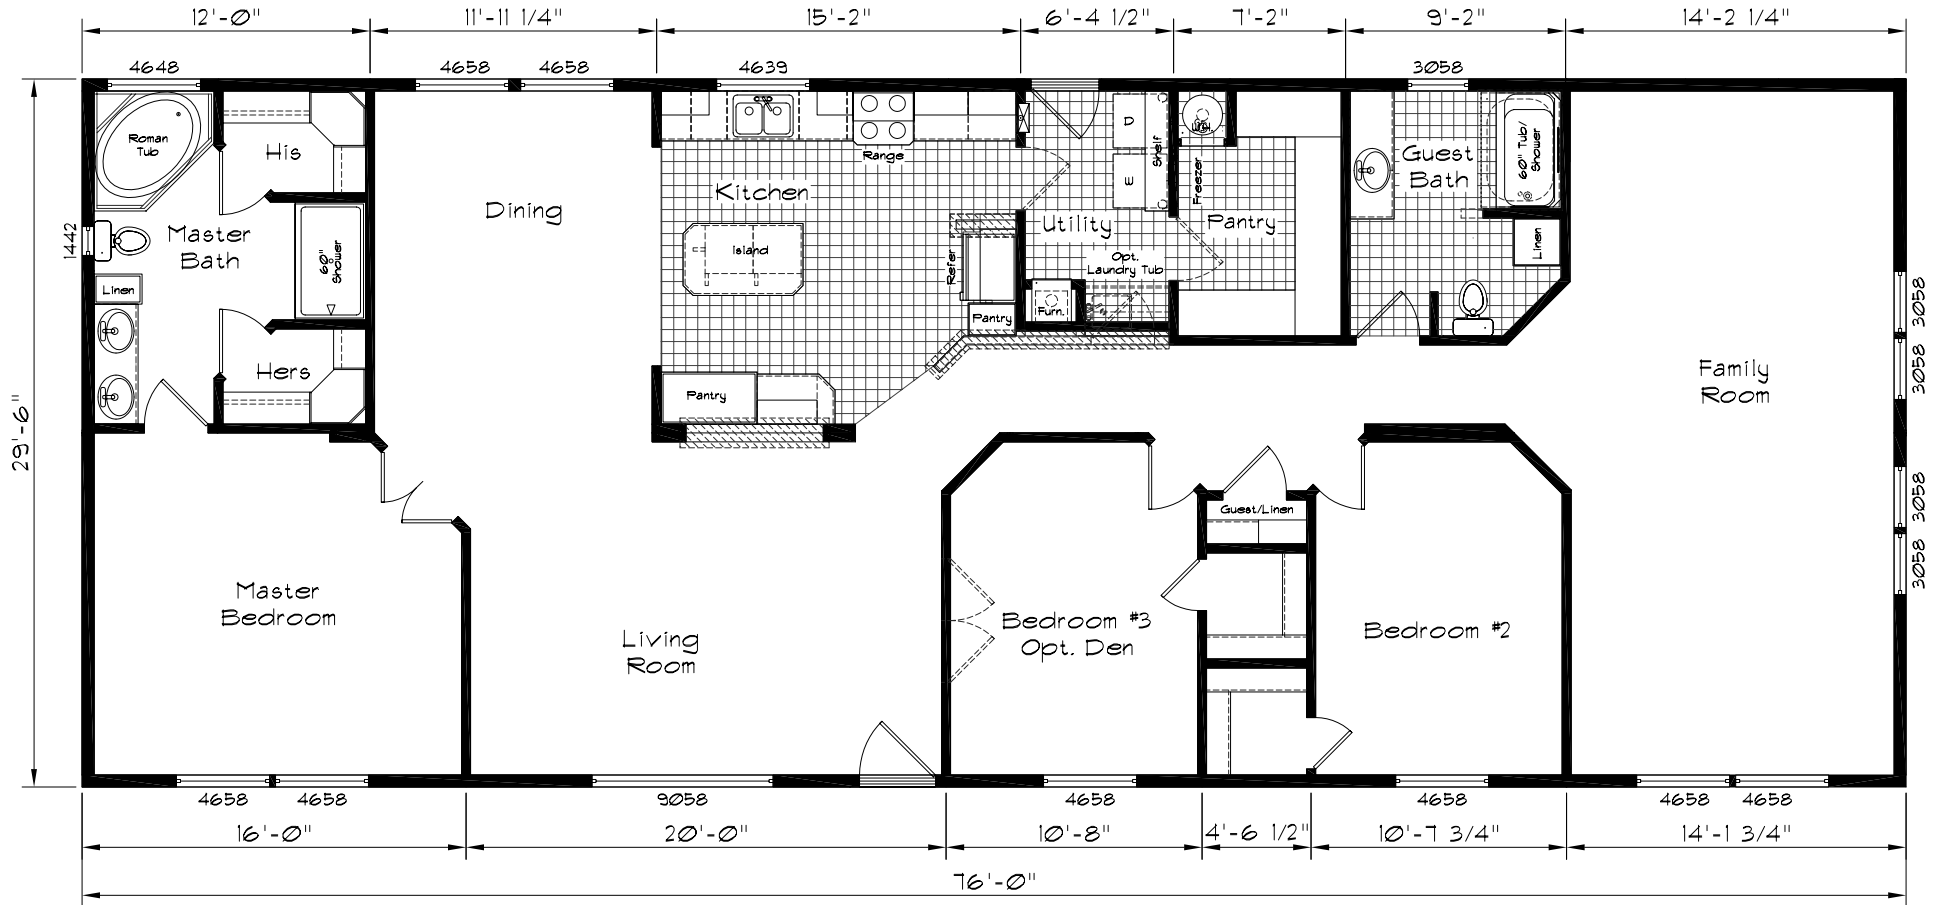 12'-0"
11'-11 1/4"
15'-2"
6'-4 1/2"
7'-2"
9'-2"
14'-2 1/4"
4648
4658
4658
4639
3058
Roman
Tub
His
D
Shelf
E
Range
Freezer
Guest
Bath
60" Tub/
Shower
Kitchen
Dining
Utility
Pantry
Master
Bath
1442
60"
Shower
Island
Refer
Opt.
Laundry Tub
Linen
Linen
Furn.
Pantry
3058
3058
Hers
Pantry
Family
Room
29'-6"
3058
3058
Guest/Linen
Master
Bedroom
Living
Room
Bedroom #3
Opt. Den
Bedroom #2
4658
4658
9058
4658
4658
4658
4658
16'-0"
20'-0"
10'-8"
4'-6 1/2"
10'-7 3/4"
14'-1 3/4"
76'-0"